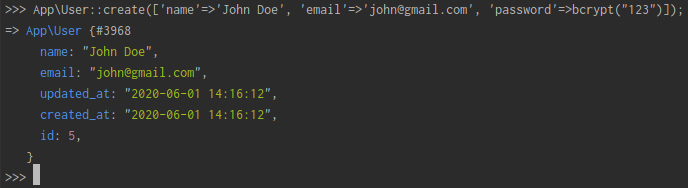 >>> App\User::create(['name'=>'John Doe', 'email'=>'john@gmail.com', 'password'=>bcrypt("123")]);
=> App\User {#3968
name: "John Doe",
email: "john@gmail.com",
updated_at: "2020-06-01 14:16:12",
created_at: "2020-06-01 14:16:12",
id: 5,
}
>>>